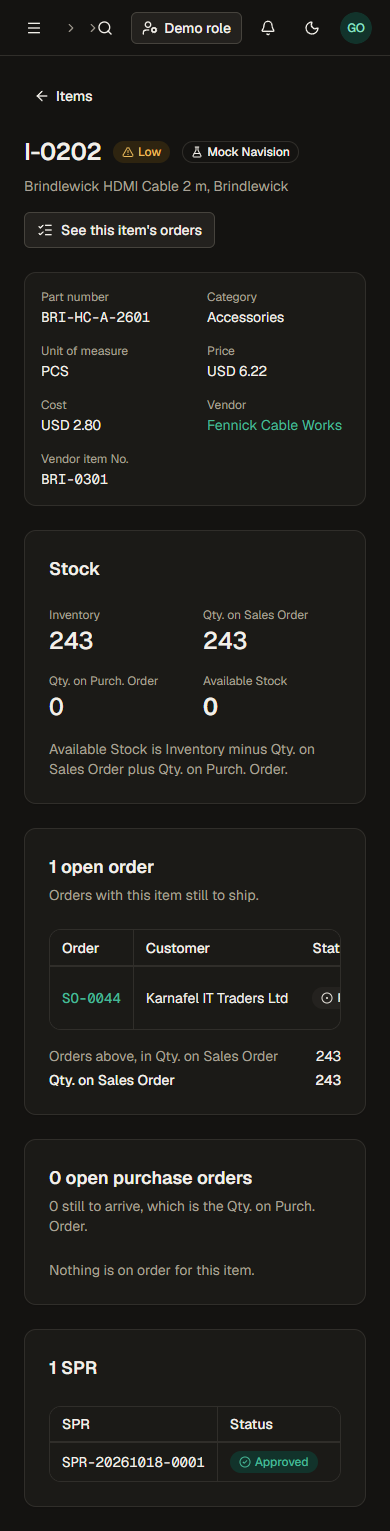 Demo role
GO
Items
I-0202 Low Mock Navision
Brindlewick HDMI Cable 2 m, Brindlewick
See this item's orders
Part number Category
BRI-HC-A-2601 Accessories
Unit of measure Price
PCS USD 6.22
Cost Vendor
USD 2.80 Fennick Cable Works
Vendor item No.
BRI-0301
Stock
Inventory Qty. on Sales Order
243 243
Qty. on Purch. Order Available Stock
0 0
Available Stock is Inventory minus Qty. on
Sales Order plus Qty. on Purch. Order.
1 open order
Orders with this item still to ship.
Order Customer Stat
SO-0044 Karnafel IT Traders Ltd
Orders above, in Qty. on Sales Order 243
Qty. on Sales Order 243
0 open purchase orders
0 still to arrive, which is the Qty. on Purch.
Order.
Nothing is on order for this item.
1 SPR
SPR Status
SPR-20261018-0001 Approved